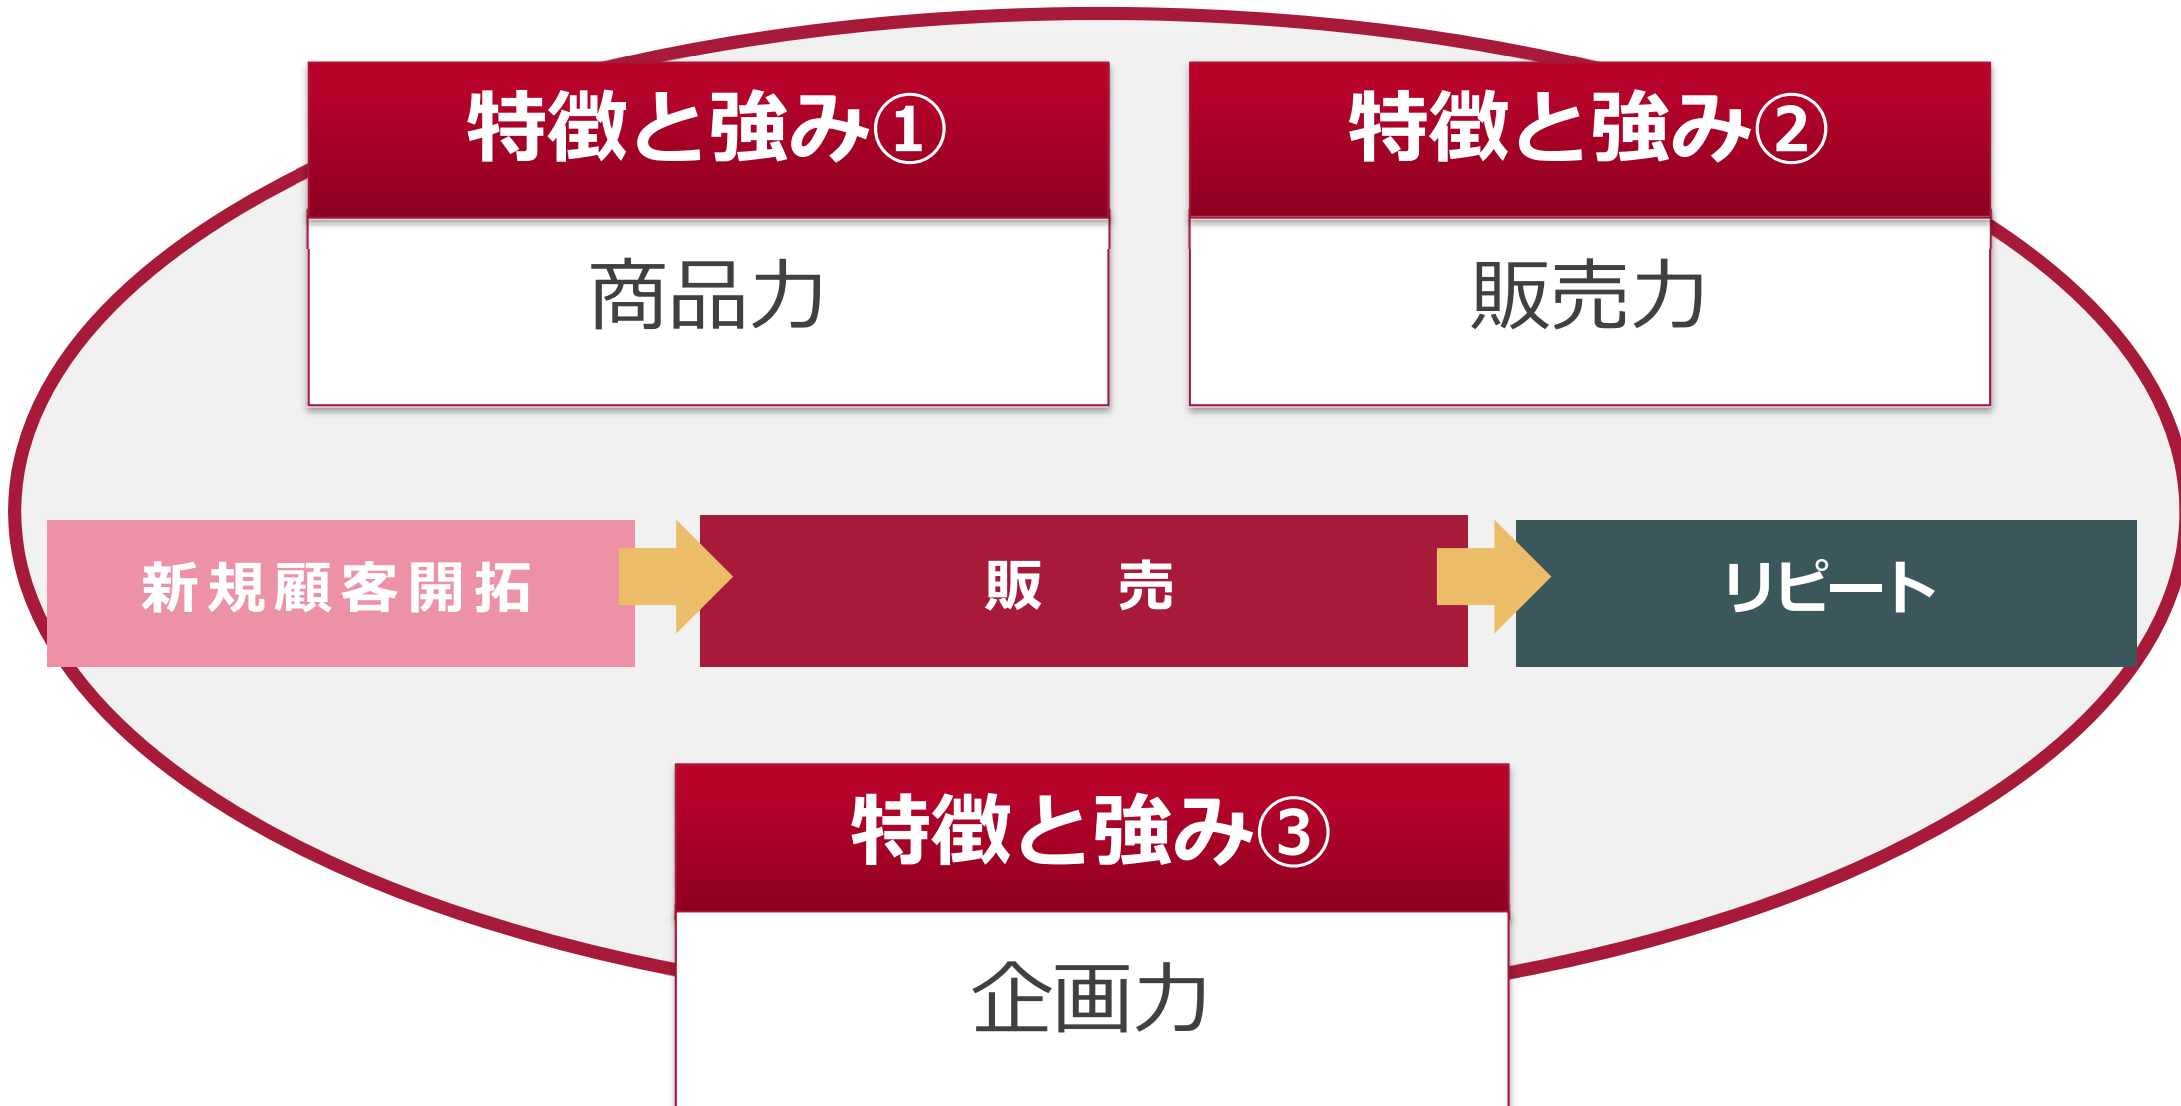 特徴と強み①
商品力
特徴と強み②
販売力
新規顧客開拓
販　売
リピート
特徴と強み③
企画力